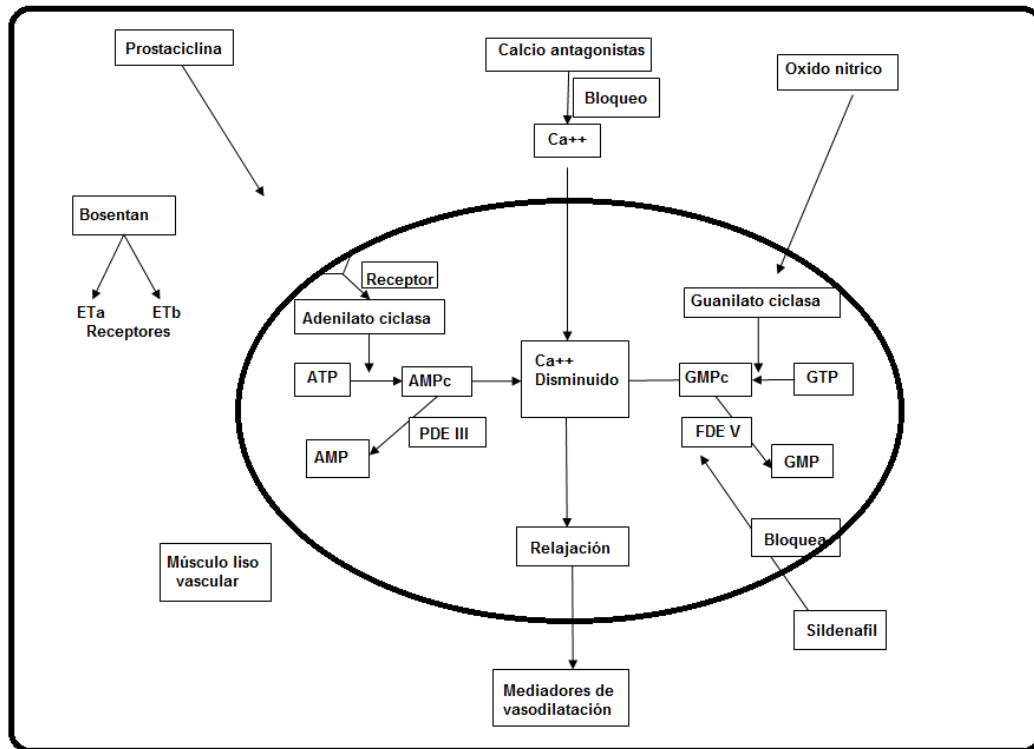 Prostaciclina
Calcio antagonistas
Oxido nitrico
Bloqueo
Ca++
Bosentan
ETa
ETb
Receptores
Receptor
Adenilato ciclasa
Guanilato ciclasa
ATP
AMPc
Ca++
Disminuido
GMPc
GTP
PDE III
FDE V
AMP
GMP
Relajación
Bloquea
Músculo liso
vascular
Sildenafil
Mediadores de
vasodilatación